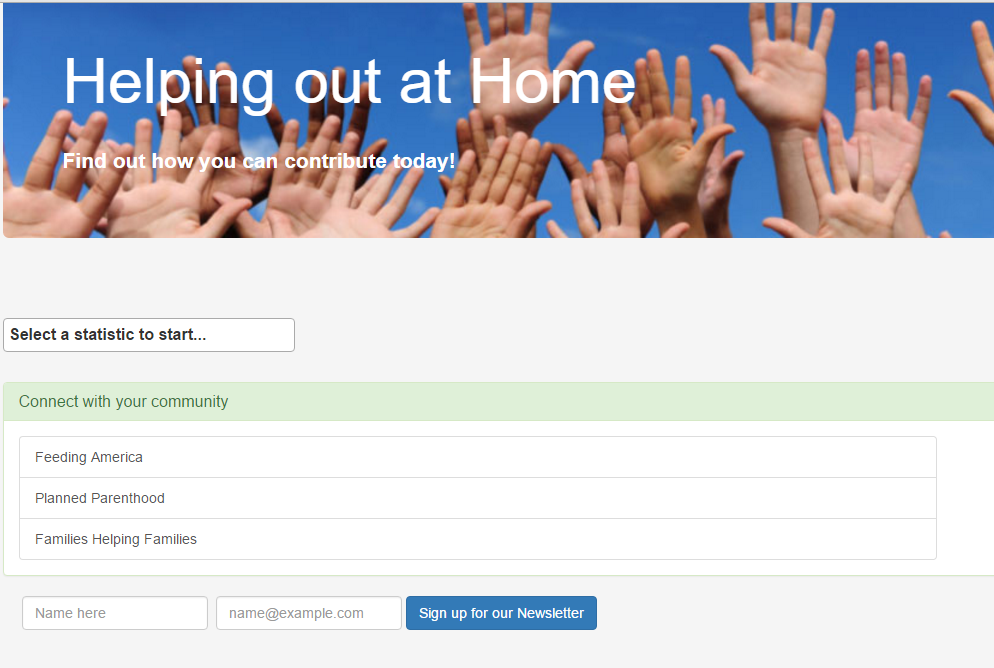 Helping out at Home
Find out how you can contribute today!
Select a statistic to start...
Connect with your community
Feeding America
Planned Parenthood
Families Helping Families
Name here name@example.com Sign up for our Newsletter